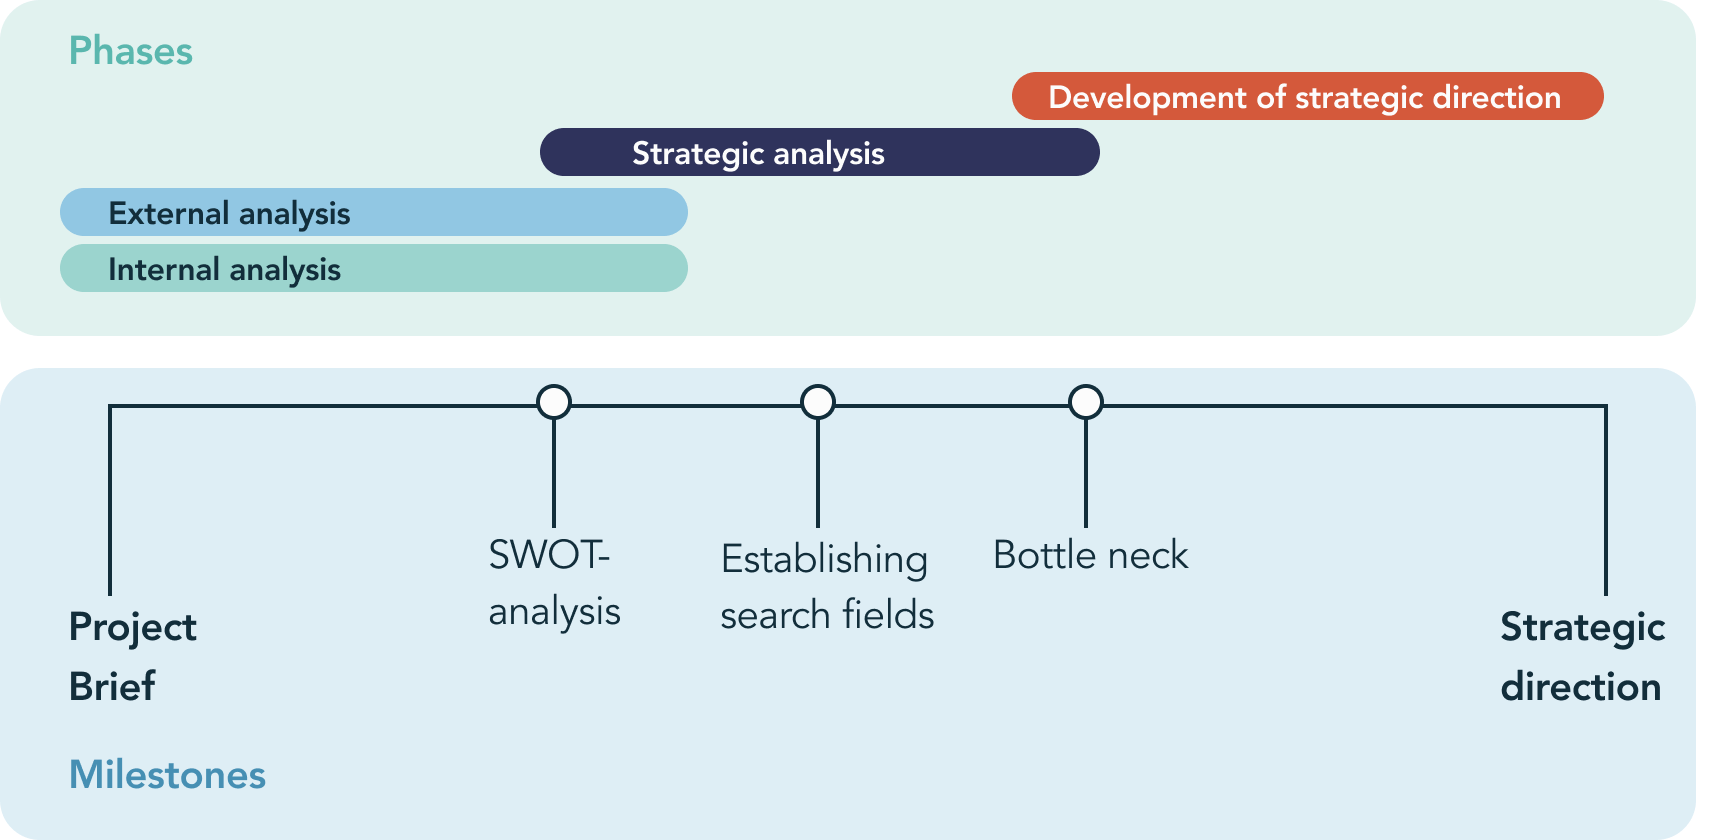 Phases
Development of strategic direction
Strategic analysis
External analysis
Internal analysis
SWOT-
analysis
Establishing
search fields
Bottle neck
Project
Brief
Strategic
direction
Milestones